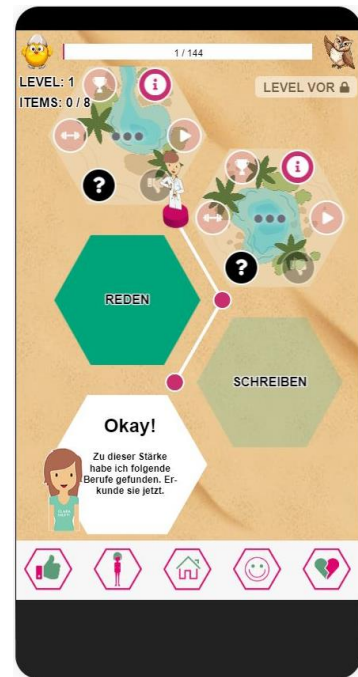 1 / 144
LEVEL: 1
LEVEL VOR
ITEMS: 0 / 8
?
?
REDEN
SCHREIBEN
Okay!
Zu dieser Stärke
habe ich folgende
Berufe gefunden. Er-
kunde sie jetzt.